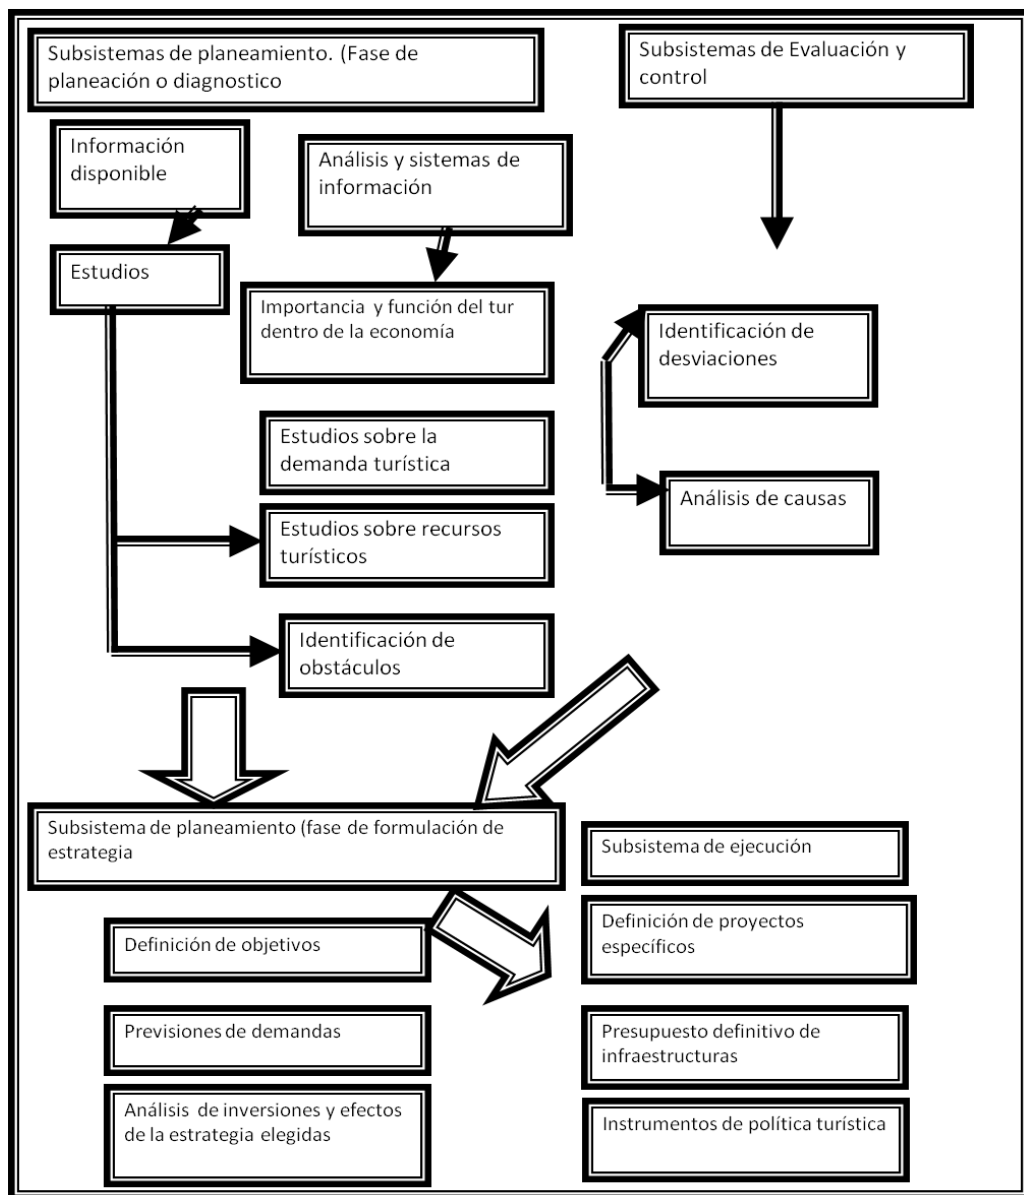 Subsistemas de planeamiento. (Fase de
planeación o diagnostico
Subsistemas de Evaluación y
control
Información
disponible
Análisis y sistemas de
información
Estudios
Importancia y función del tur
dentro de la economía
Identificación de
desviaciones
Estudios sobre la
demanda turística
Análisis de causas
Estudios sobre recursos
turísticos
Identificación de
obstáculos
Subsistema de planeamiento (fase de formulación de
estrategia
Subsistema de ejecución
Definición de objetivos
Definición de proyectos
específicos
Previsiones de demandas
Presupuesto definitivo de
infraestructuras
Análisis de inversiones y efectos
de la estrategia elegidas
Instrumentos de política turística